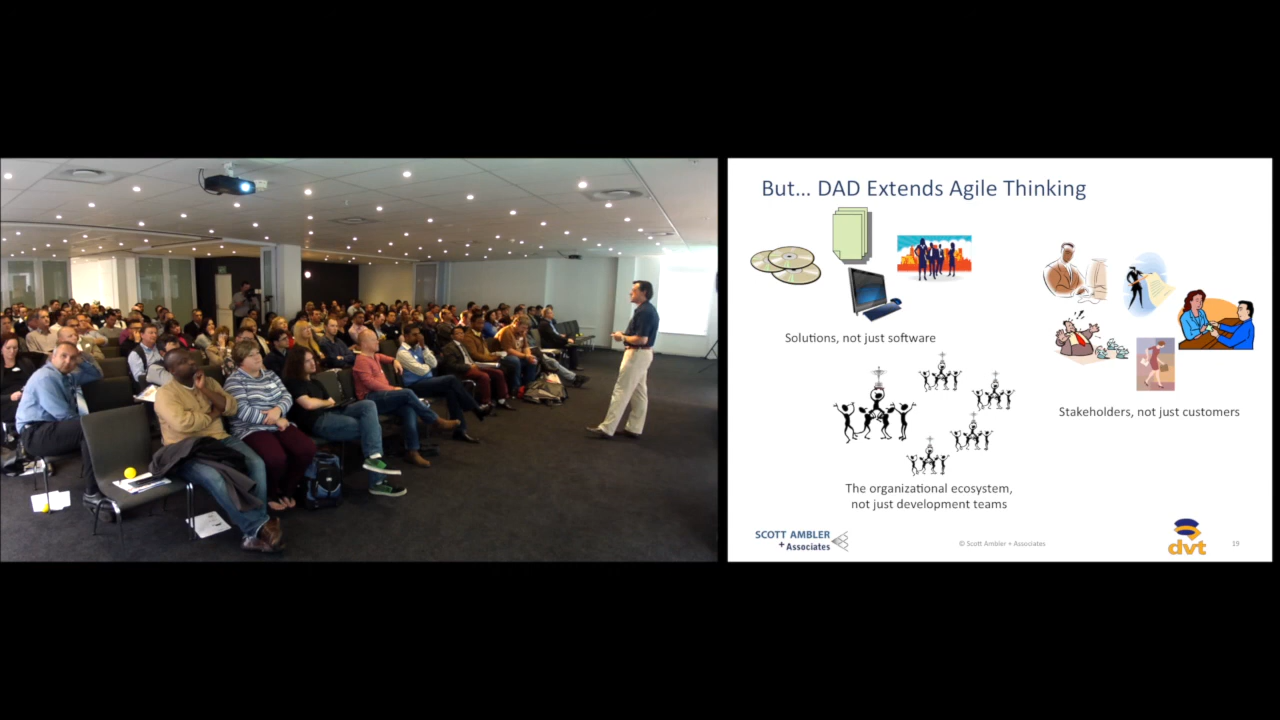 But... DAD Extends Agile Thinking
Solutions, not just software
Stakeholders, not just customers
The organizational ecosystem,
not just development teams
SCOTT AMBLER
+ Associates
© Scott Ambler + Associates
dvt
19